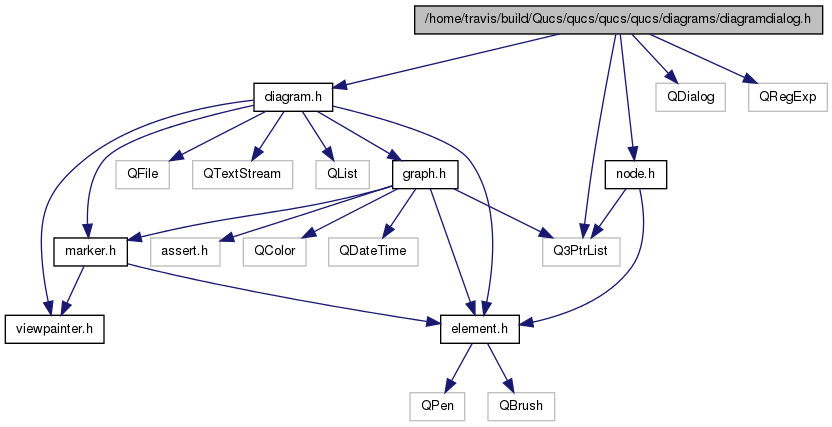 /home/travis/build/Qucs/qucs/qucs/qucs/diagrams/diagramdialog.h
diagram.h
QDialog
QRegExp
QFile
QTextStream
QList
graph.h
node.h
marker.h
assert.h
QColor
QDateTime
Q3PtrList
viewpainter.h
element.h
QPen
QBrush